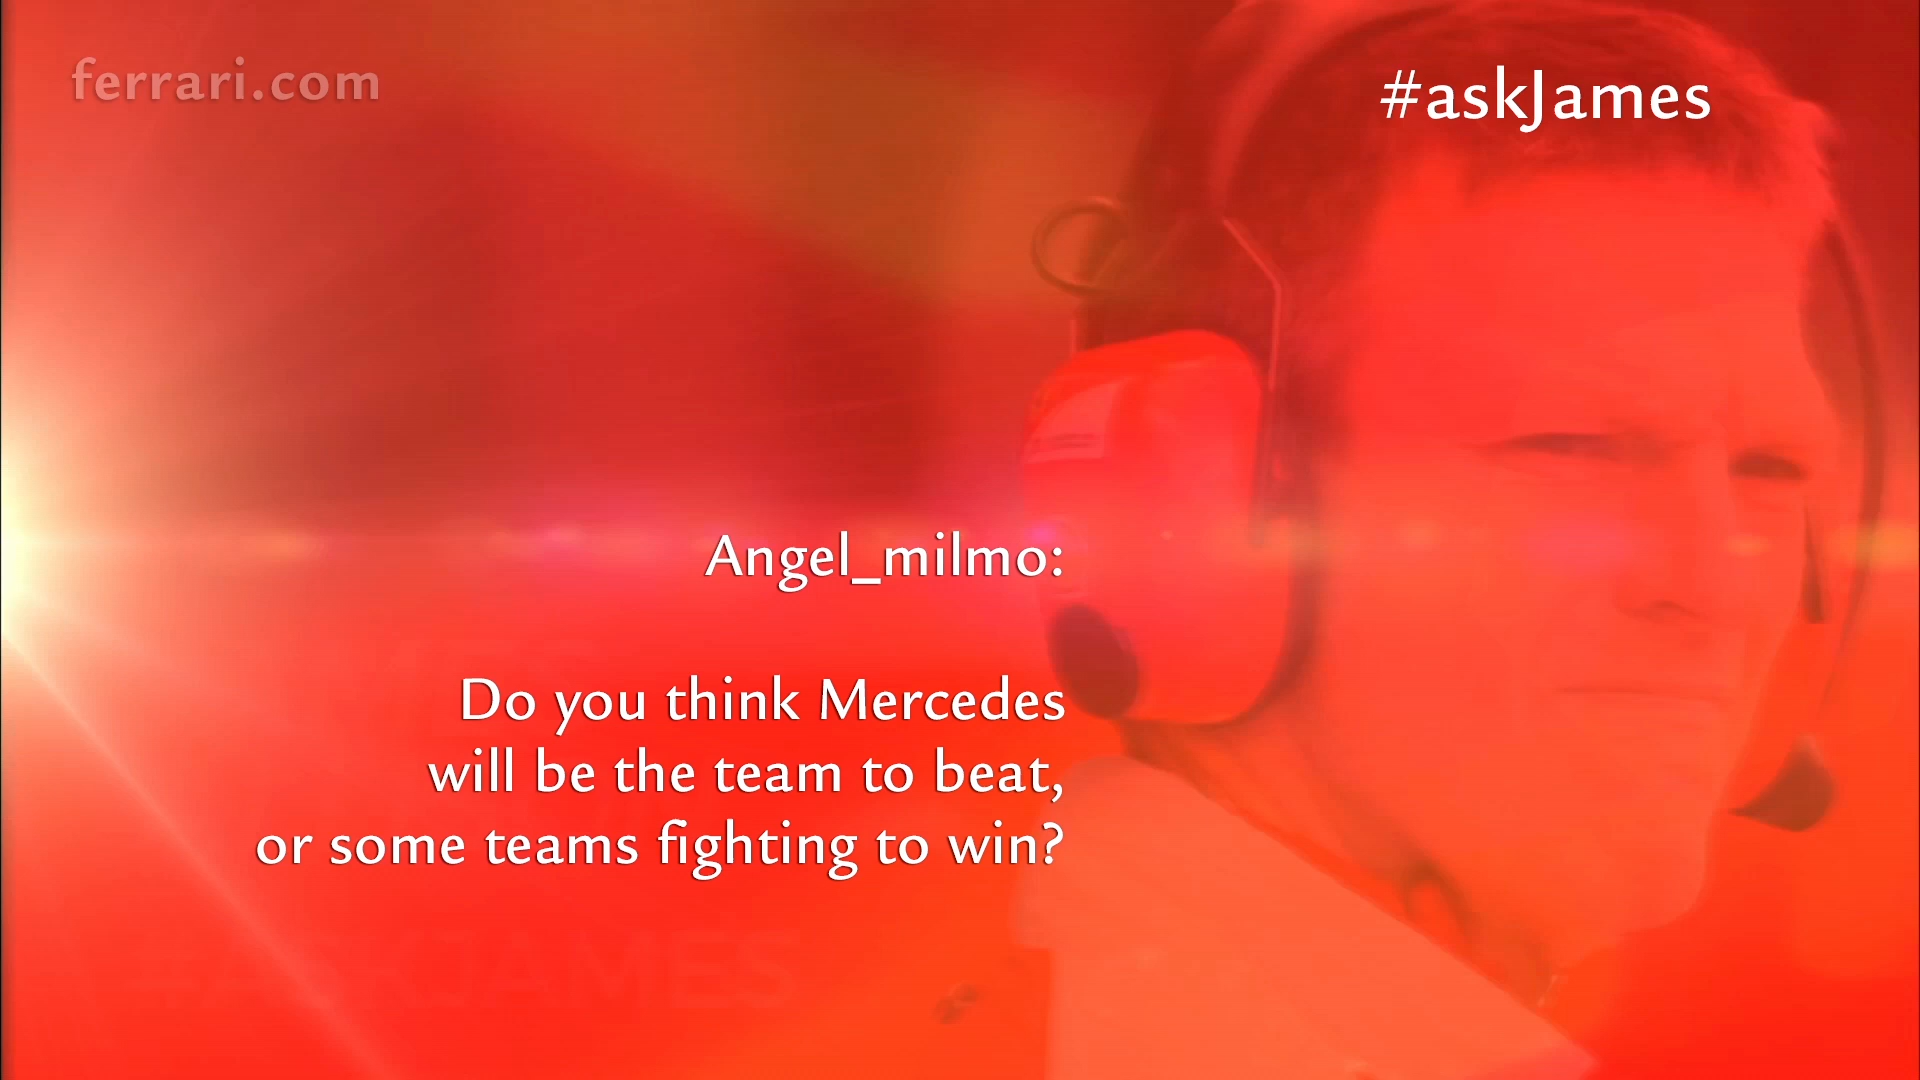 ferrari.com
#askJames
Angel_milmo:
Do you think Mercedes
will be the team to beat,
or some teams fighting to win?
#ASKJAMES